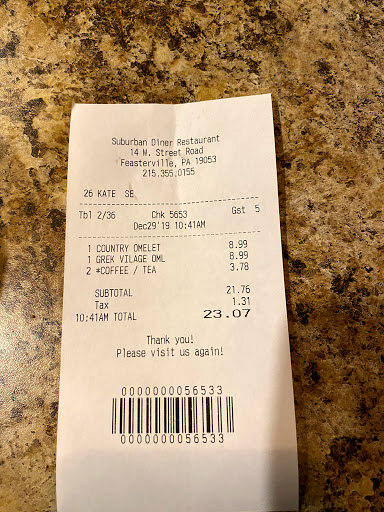 Suburban Diner Restaurant
14 W. Street Road
Feasterville, PA 19053
215.355.0155
26 KATE SE
Tbl 2/36 Chk 5653 Gst 5
Dec29'19 10:41AM
1 COUNTRY OMELET 8.99
1 GREK VILAGE OML 8.99
2 *COFFEE / TEA 3.78
SUBTOTAL 21.76
Tax 1.31
10:41AM TOTAL 23.07
Thank you!
Please visit us again!
0000000056533
0000000056533